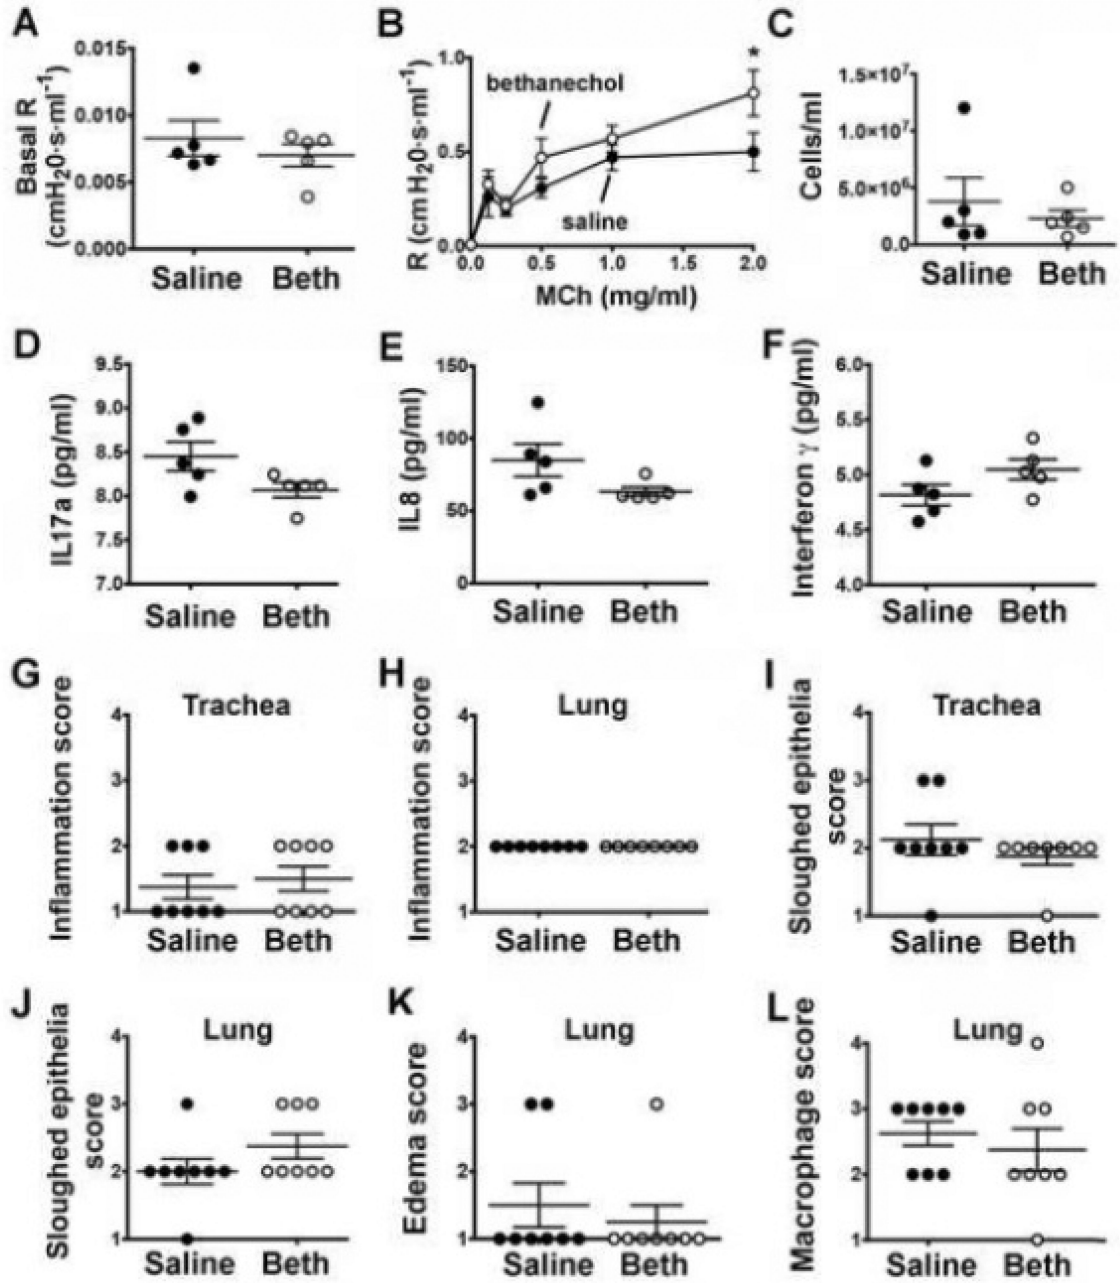 A
Basal R
(cmH₂0·s·ml⁻¹)
0.015
0.010
0.005
0.000
Saline Beth
B
R (cmH₂0·s·ml⁻¹)
1.0
0.5
0.0
bethanechol
saline
*
0.0 0.5 1.0 1.5 2.0
MCh (mg/ml)
C
Cells/ml
1.5×10⁷
1.0×10⁷
5.0×10⁶
0.0
Saline Beth
D
IL17a (pg/ml)
9.5
9.0
8.5
8.0
7.5
7.0
Saline Beth
E
IL8 (pg/ml)
150
100
50
0
Saline Beth
F
Interferon γ (pg/ml)
6.0
5.5
5.0
4.5
4.0
Saline Beth
G
Inflammation score
Trachea
4
3
2
1
Saline Beth
H
Inflammation score
Lung
4
3
2
1
Saline Beth
I
Sloughed epithelia
score
Trachea
4
3
2
1
Saline Beth
J
Sloughed epithelia
score
Lung
4
3
2
1
Saline Beth
K
Edema score
Lung
4
3
2
1
Saline Beth
L
Macrophage score
Lung
4
3
2
1
Saline Beth